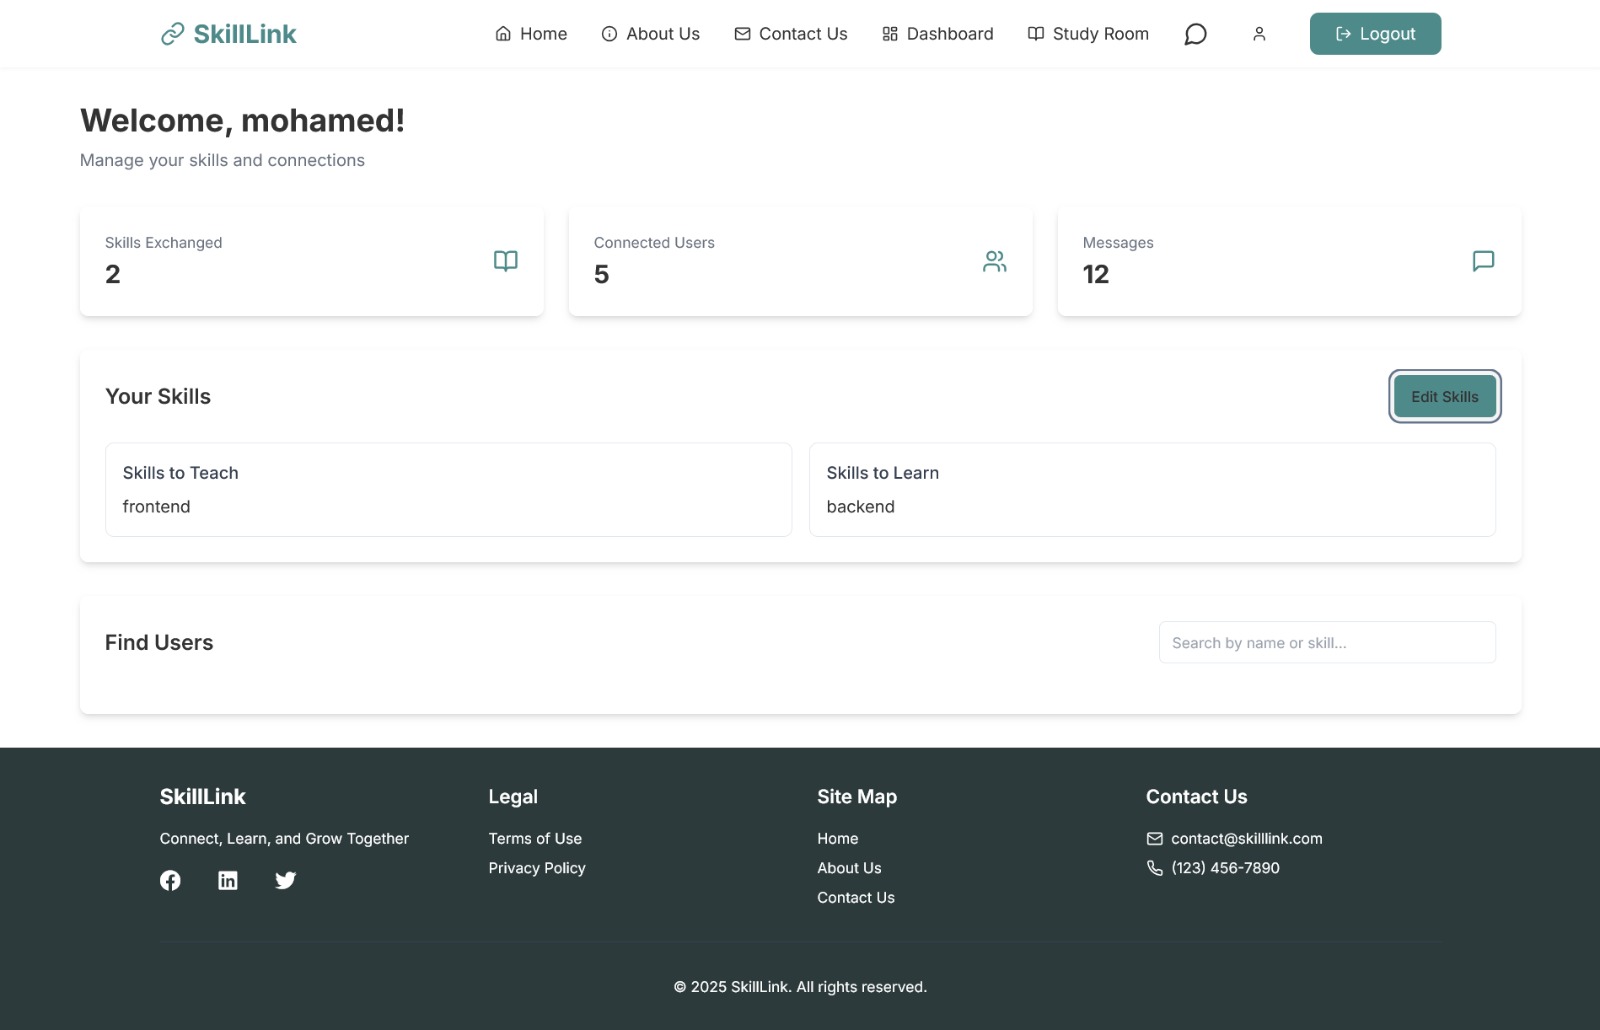 SkillLink
Home
About Us
Contact Us
Dashboard
Study Room
Logout
Welcome, mohamed!
Manage your skills and connections
Skills Exchanged
2
Connected Users
5
Messages
12
Your Skills
Edit Skills
Skills to Teach
frontend
Skills to Learn
backend
Find Users
Search by name or skill...
SkillLink
Connect, Learn, and Grow Together
Legal
Terms of Use
Privacy Policy
Site Map
Home
About Us
Contact Us
Contact Us
contact@skilllink.com
(123) 456-7890
© 2025 SkillLink. All rights reserved.